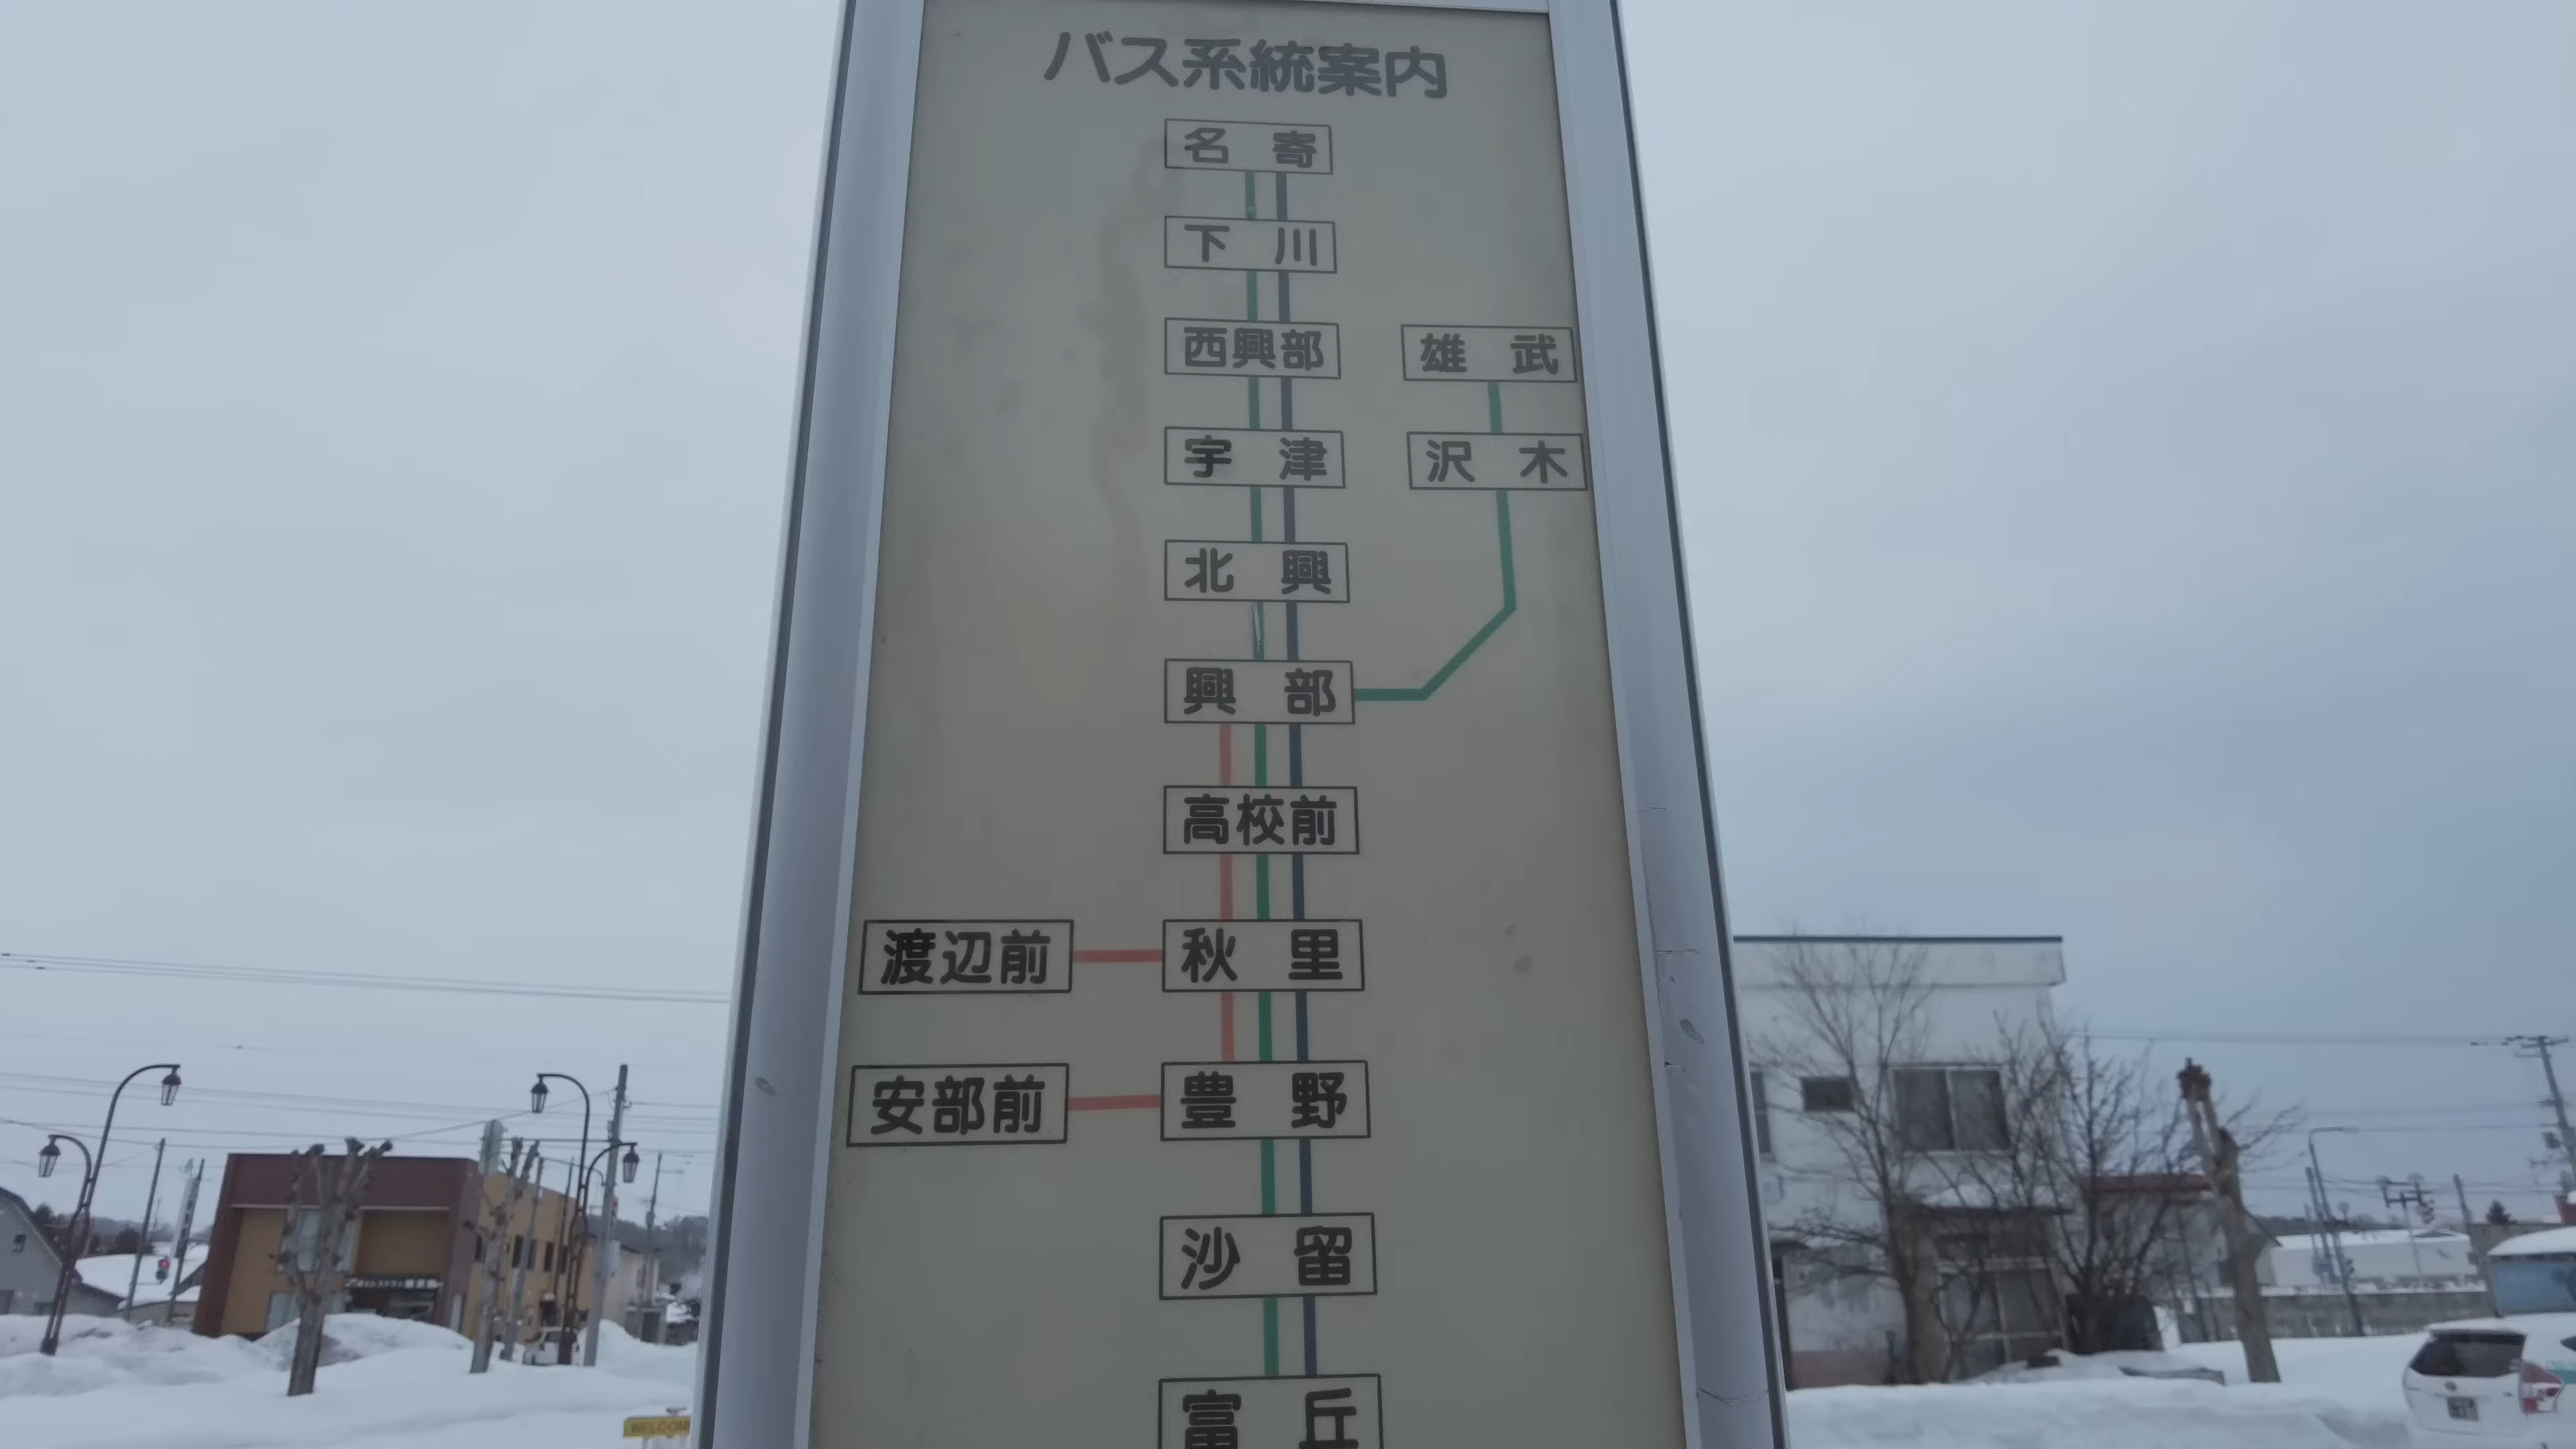 バス系統案内
名寄
下川
西興部
雄武
宇津
沢木
北興
興部
高校前
渡辺前
秋里
安部前
豊野
沙留
富丘
WELCOM